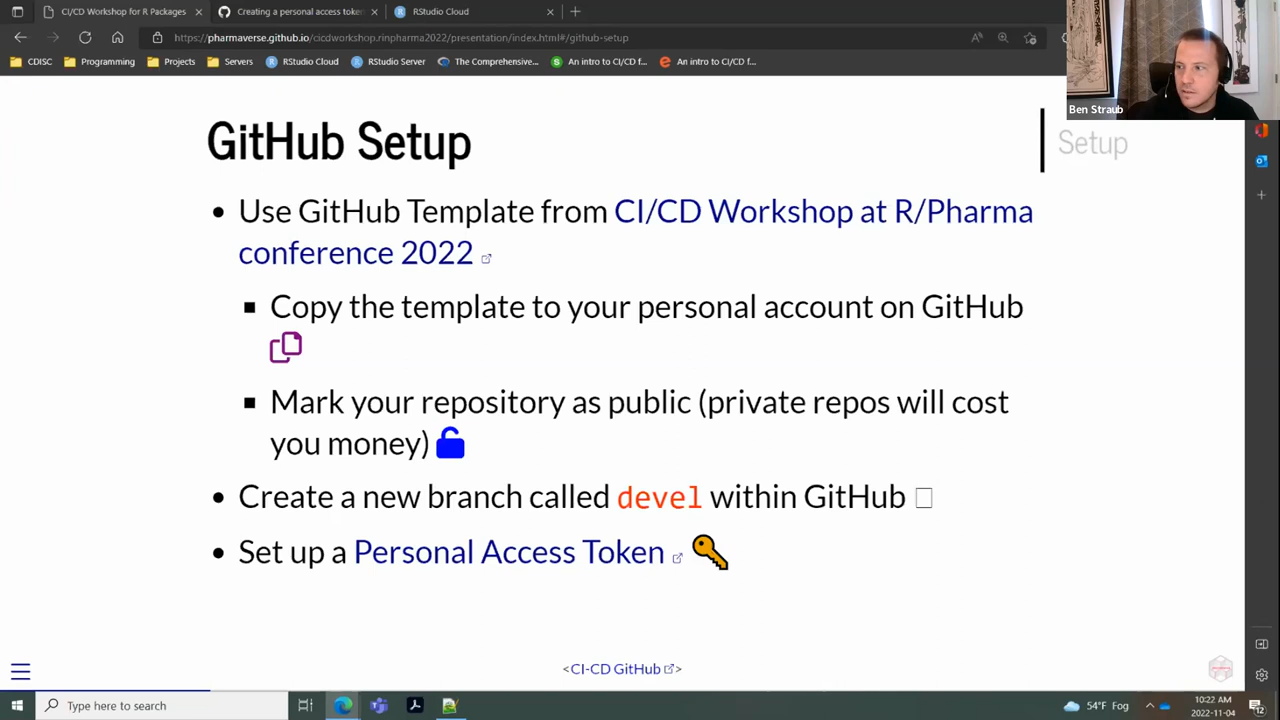 CI/CD Workshop for R Packages
Creating a personal access token
RStudio Cloud
https://pharmaverse.github.io/cicdworkshop.rinpharma2022/presentation/index.html#/github-setup
CDISC
Programming
Projects
Servers
RStudio Cloud
RStudio Server
The Comprehensive...
An intro to CI/CD f...
An intro to CI/CD f...
Ben Straub
GitHub Setup
Setup
Use GitHub Template from CI/CD Workshop at R/Pharma
conference 2022
Copy the template to your personal account on GitHub
Mark your repository as public (private repos will cost
you money)
Create a new branch called devel within GitHub
Set up a Personal Access Token
<CI-CD GitHub>
Type here to search
54°F Fog
10:22 AM
2022-11-04
12